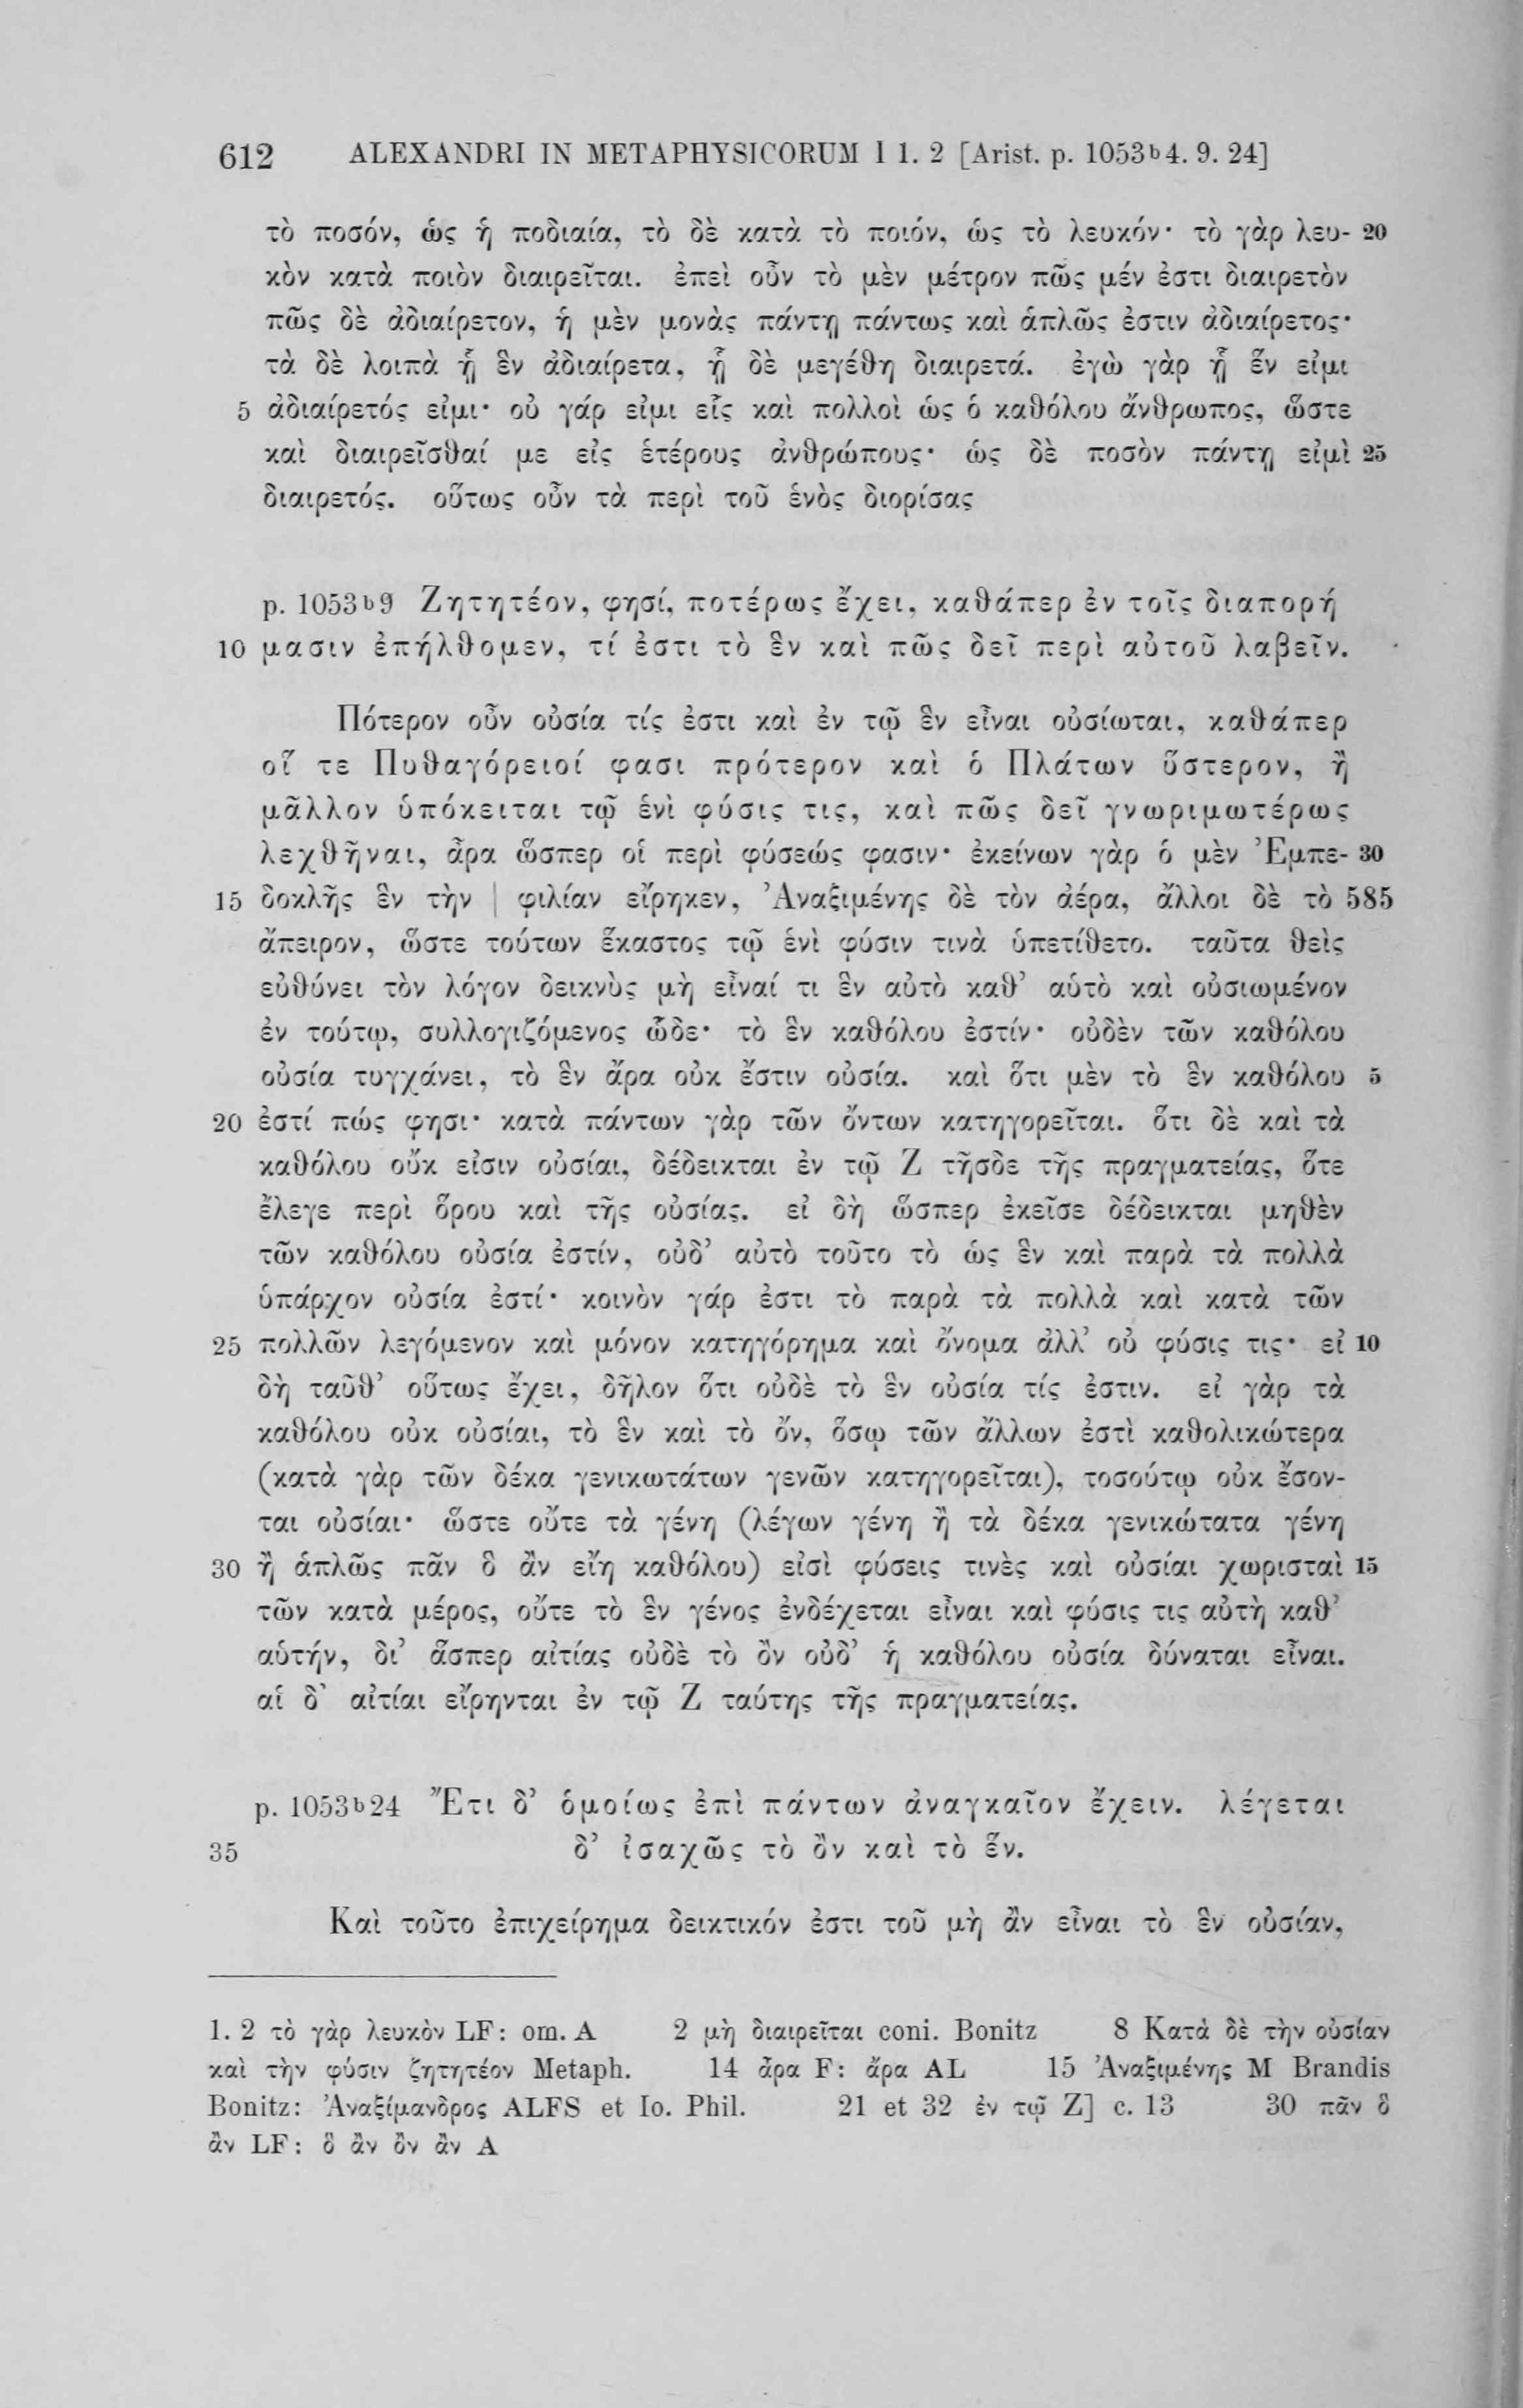 612 ALEXANDRI IN METAPHYSICORUM I 1. 2 [Arist. p. 1053b4. 9. 24]
τὸ ποσόν, ὡς ἡ ποδιαία, τὸ δὲ κατὰ τὸ ποιόν, ὡς τὸ λευκόν· τὸ γὰρ λευ- 20
κὸν κατὰ ποιὸν διαιρεῖται. ἐπεὶ οὖν τὸ μὲν μέτρον πῶς μέν ἐστι διαιρετὸν
πῶς δὲ ἀδιαίρετον, ἡ μὲν μονὰς πάντῃ πάντως καὶ ἁπλῶς ἐστιν ἀδιαίρετος·
τὰ δὲ λοιπὰ ᾗ ἓν ἀδιαίρετα, ᾗ δὲ μεγέθη διαιρετά. ἐγὼ γὰρ ᾗ ἕν εἰμι
5 ἀδιαίρετός εἰμι· οὐ γάρ εἰμι εἷς καὶ πολλοὶ ὡς ὁ καθόλου ἄνθρωπος, ὥστε
καὶ διαιρεῖσθαί με εἰς ἑτέρους ἀνθρώπους· ὡς δὲ ποσὸν πάντῃ εἰμὶ 25
διαιρετός. οὕτως οὖν τὰ περὶ τοῦ ἑνὸς διορίσας
p. 1053b9 Ζητητέον, φησί, ποτέρως ἔχει, καθάπερ ἐν τοῖς διαπορή
10 μασιν ἐπήλθομεν, τί ἐστι τὸ ἓν καὶ πῶς δεῖ περὶ αὐτοῦ λαβεῖν.
Πότερον οὖν οὐσία τίς ἐστι καὶ ἐν τῷ ἓν εἶναι οὐσίωται, καθάπερ
οἵ τε Πυθαγόρειοί φασι πρότερον καὶ ὁ Πλάτων ὕστερον, ἢ
μᾶλλον ὑπόκειται τῷ ἑνὶ φύσις τις, καὶ πῶς δεῖ γνωριμωτέρως
λεχθῆναι, ἆρα ὥσπερ οἱ περὶ φύσεώς φασιν· ἐκείνων γὰρ ὁ μὲν Ἐμπε- 30
15 δοκλῆς ἓν τὴν | φιλίαν εἴρηκεν, Ἀναξιμένης δὲ τὸν ἀέρα, ἄλλοι δὲ τὸ 585
ἄπειρον, ὥστε τούτων ἕκαστος τῷ ἑνὶ φύσιν τινὰ ὑπετίθετο. ταῦτα θεὶς
εὐθύνει τὸν λόγον δεικνὺς μὴ εἶναί τι ἓν αὐτὸ καθ’ αὑτὸ καὶ οὐσιωμένον
ἐν τούτῳ, συλλογιζόμενος ὧδε· τὸ ἓν καθόλου ἐστίν· οὐδὲν τῶν καθόλου
οὐσία τυγχάνει, τὸ ἓν ἄρα οὐκ ἔστιν οὐσία. καὶ ὅτι μὲν τὸ ἓν καθόλου 5
20 ἐστί πώς φησι· κατὰ πάντων γὰρ τῶν ὄντων κατηγορεῖται. ὅτι δὲ καὶ τὰ
καθόλου οὔκ εἰσιν οὐσίαι, δέδεικται ἐν τῷ Ζ τῆσδε τῆς πραγματείας, ὅτε
ἔλεγε περὶ ὅρου καὶ τῆς οὐσίας. εἰ δὴ ὥσπερ ἐκεῖσε δέδεικται μηθὲν
τῶν καθόλου οὐσία ἐστίν, οὐδ’ αὐτὸ τοῦτο τὸ ὡς ἓν καὶ παρὰ τὰ πολλὰ
ὑπάρχον οὐσία ἐστί· κοινὸν γάρ ἐστι τὸ παρὰ τὰ πολλὰ καὶ κατὰ τῶν
25 πολλῶν λεγόμενον καὶ μόνον κατηγόρημα καὶ ὄνομα ἀλλ’ οὐ φύσις τις· εἰ 10
δὴ ταῦθ’ οὕτως ἔχει, δῆλον ὅτι οὐδὲ τὸ ἓν οὐσία τίς ἐστιν. εἰ γὰρ τὰ
καθόλου οὐκ οὐσίαι, τὸ ἓν καὶ τὸ ὄν, ὅσῳ τῶν ἄλλων ἐστὶ καθολικώτερα
(κατὰ γὰρ τῶν δέκα γενικωτάτων γενῶν κατηγορεῖται), τοσούτῳ οὐκ ἔσον-
ται οὐσίαι· ὥστε οὔτε τὰ γένη (λέγων γένη ἢ τὰ δέκα γενικώτατα γένη
30 ἢ ἁπλῶς πᾶν ὃ ἂν εἴη καθόλου) εἰσὶ φύσεις τινὲς καὶ οὐσίαι χωρισταὶ 15
τῶν κατὰ μέρος, οὔτε τὸ ἓν γένος ἐνδέχεται εἶναι καὶ φύσις τις αὐτὴ καθ’
αὑτήν, δι’ ἅσπερ αἰτίας οὐδὲ τὸ ὂν οὐδ’ ἡ καθόλου οὐσία δύναται εἶναι.
αἱ δ’ αἰτίαι εἴρηνται ἐν τῷ Ζ ταύτης τῆς πραγματείας.
p. 1053b24 Ἔτι δ’ ὁμοίως ἐπὶ πάντων ἀναγκαῖον ἔχειν. λέγεται
35 δ’ ἰσαχῶς τὸ ὂν καὶ τὸ ἕν.
Καὶ τοῦτο ἐπιχείρημα δεικτικόν ἐστι τοῦ μὴ ἂν εἶναι τὸ ἓν οὐσίαν,
1. 2 τὸ γὰρ λευκὸν LF: om. A 2 μὴ διαιρεῖται coni. Bonitz 8 Κατὰ δὲ τὴν οὐσίαν
καὶ τὴν φύσιν ζητητέον Metaph. 14 ἆρα F: ἄρα AL 15 Ἀναξιμένης M Brandis
Bonitz: Ἀναξίμανδρος ALFS et Io. Phil. 21 et 32 ἐν τῷ Ζ] c. 13 30 πᾶν ὃ
ἂν LF: ὃ ἂν ὂν ἂν A